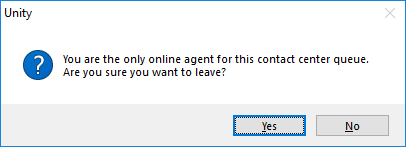 Unity
You are the only online agent for this contact center queue.
Are you sure you want to leave?
Yes
No